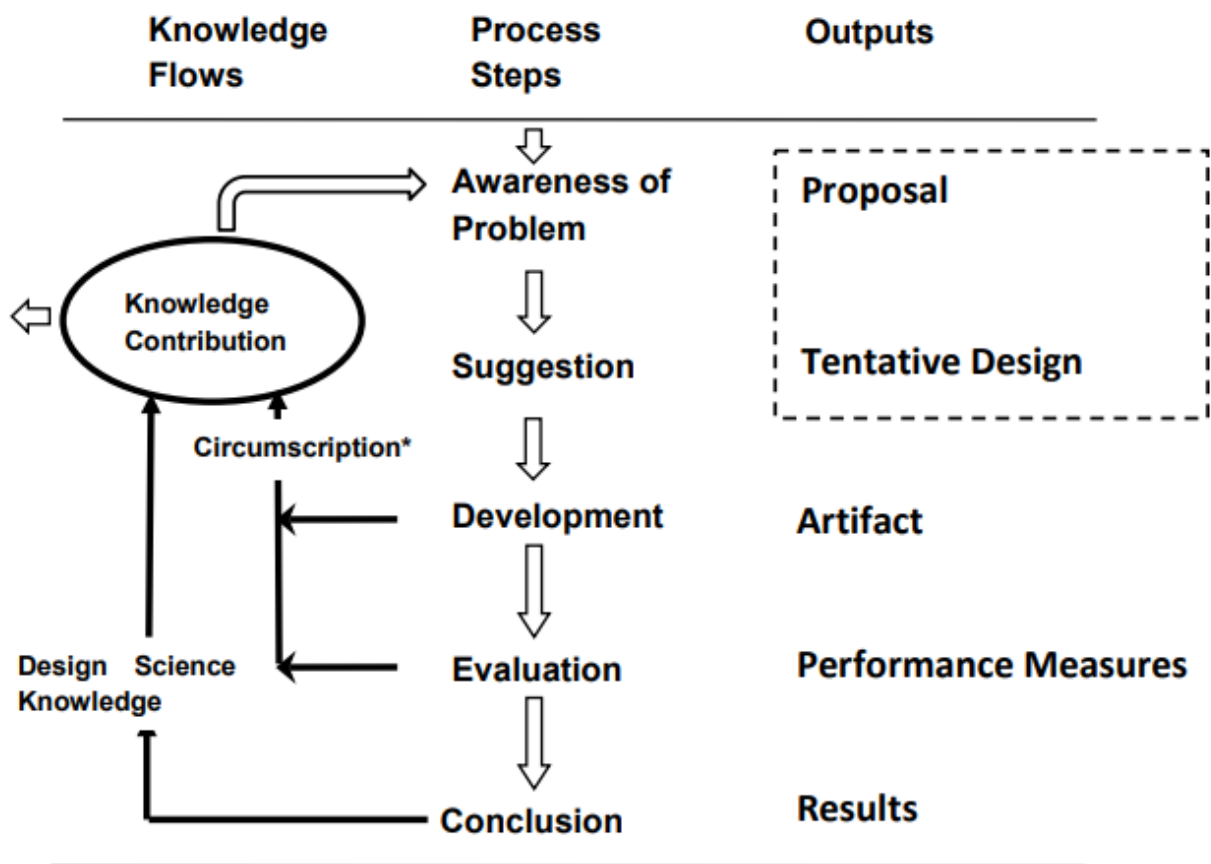 Knowledge Flows
Process Steps
Outputs
Awareness of
Problem
Proposal
Knowledge
Contribution
Suggestion
Tentative Design
Circumscription*
Development
Artifact
Design Science
Knowledge
Evaluation
Performance Measures
Conclusion
Results